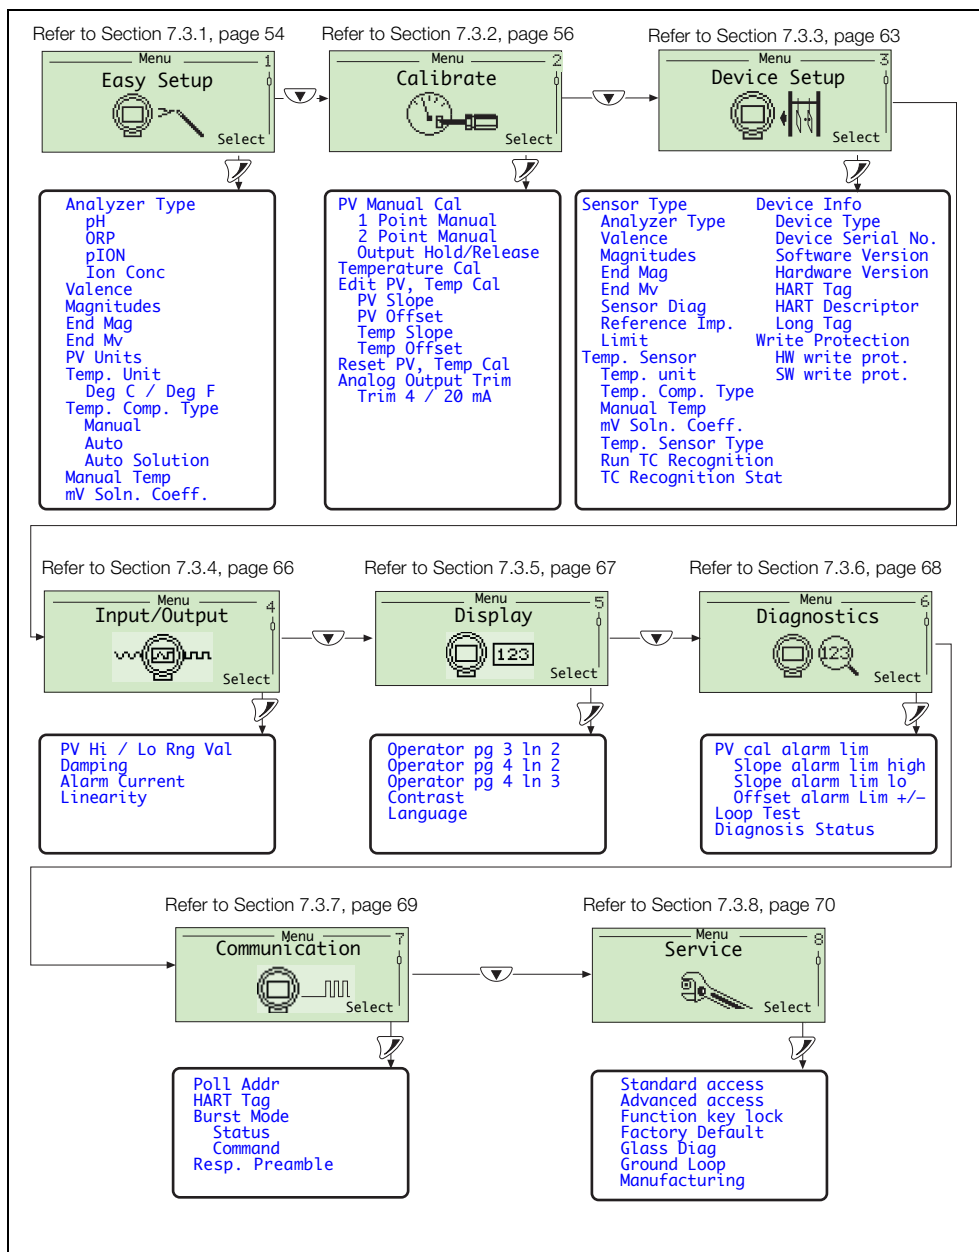 Refer to Section 7.3.1, page 54
Menu
1
Easy Setup
Select
Analyzer Type
pH
ORP
pION
Ion Conc
Valence
Magnitudes
End Mag
End Mv
PV Units
Temp. Unit
Deg C / Deg F
Temp. Comp. Type
Manual
Auto
Auto Solution
Manual Temp
mV Soln. Coeff.
Refer to Section 7.3.2, page 56
Menu
2
Calibrate
Select
PV Manual Cal
1 Point Manual
2 Point Manual
Output Hold/Release
Temperature Cal
Edit PV, Temp Cal
PV Slope
PV Offset
Temp Slope
Temp Offset
Reset PV, Temp Cal
Analog Output Trim
Trim 4 / 20 mA
Refer to Section 7.3.3, page 63
Menu
3
Device Setup
Select
Sensor Type
Analyzer Type
Valence
Magnitudes
End Mag
End Mv
Sensor Diag
Reference Imp.
Limit
Temp. Sensor
Temp. unit
Temp. Comp. Type
Manual Temp
mV Soln. Coeff.
Temp. Sensor Type
Run TC Recognition
TC Recognition Stat
Device Info
Device Type
Device Serial No.
Software Version
Hardware Version
HART Tag
HART Descriptor
Long Tag
Write Protection
HW write prot.
SW write prot.
Refer to Section 7.3.4, page 66
Menu
4
Input/Output
Select
PV Hi / Lo Rng Val
Damping
Alarm Current
Linearity
Refer to Section 7.3.5, page 67
Menu
5
Display
123
Select
Operator pg 3 ln 2
Operator pg 4 ln 2
Operator pg 4 ln 3
Contrast
Language
Refer to Section 7.3.6, page 68
Menu
6
Diagnostics
123
Select
PV cal alarm lim
Slope alarm lim high
Slope alarm lim lo
Offset alarm Lim +/–
Loop Test
Diagnosis Status
Refer to Section 7.3.7, page 69
Menu
7
Communication
Select
Poll Addr
HART Tag
Burst Mode
Status
Command
Resp. Preamble
Refer to Section 7.3.8, page 70
Menu
8
Service
Select
Standard access
Advanced access
Function key lock
Factory Default
Glass Diag
Ground Loop
Manufacturing